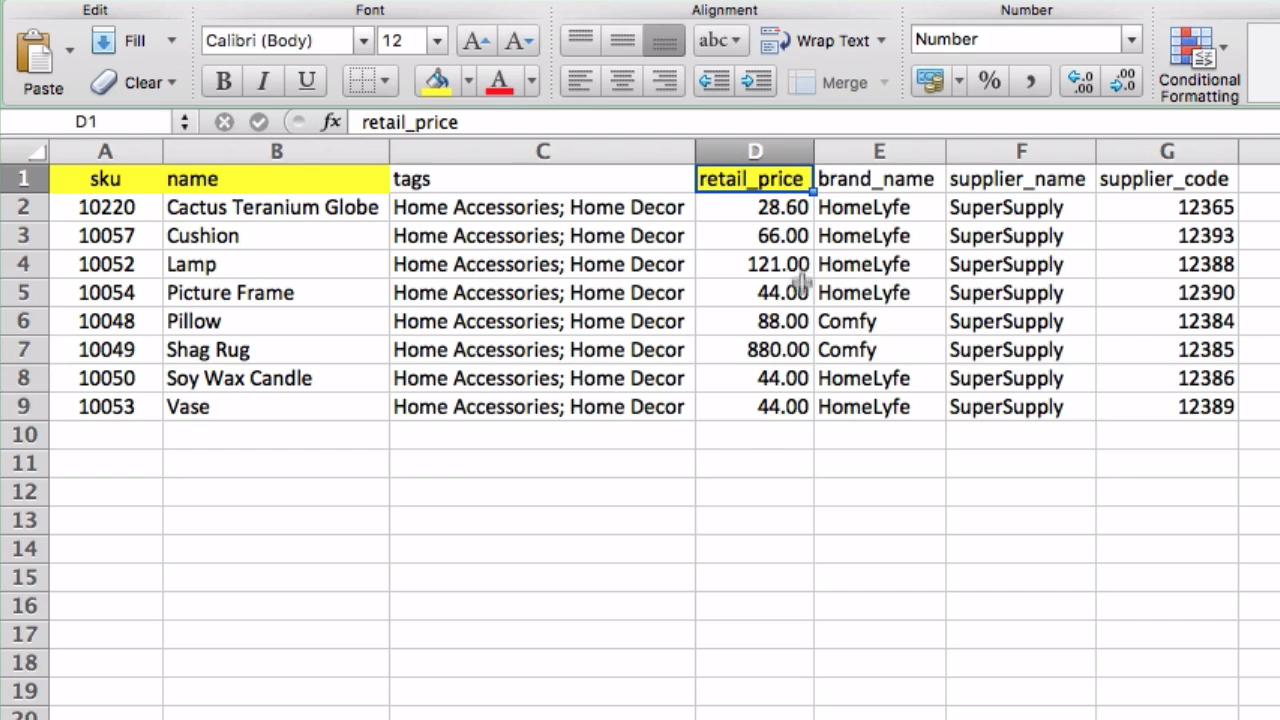 Edit Font Alignment Number
Fill Calibri (Body) 12 A A abc Wrap Text Number
Paste Clear B I U A Merge % , .0 .00 .00 .0 Conditional Formatting
D1 fx retail_price
A B C D E F G
1 sku name tags retail_price brand_name supplier_name supplier_code
2 10220 Cactus Teranium Globe Home Accessories; Home Decor 28.60 HomeLyfe SuperSupply 12365
3 10057 Cushion Home Accessories; Home Decor 66.00 HomeLyfe SuperSupply 12393
4 10052 Lamp Home Accessories; Home Decor 121.00 HomeLyfe SuperSupply 12388
5 10054 Picture Frame Home Accessories; Home Decor 44.00 HomeLyfe SuperSupply 12390
6 10048 Pillow Home Accessories; Home Decor 88.00 Comfy SuperSupply 12384
7 10049 Shag Rug Home Accessories; Home Decor 880.00 Comfy SuperSupply 12385
8 10050 Soy Wax Candle Home Accessories; Home Decor 44.00 HomeLyfe SuperSupply 12386
9 10053 Vase Home Accessories; Home Decor 44.00 HomeLyfe SuperSupply 12389
10
11
12
13
14
15
16
17
18
19
20